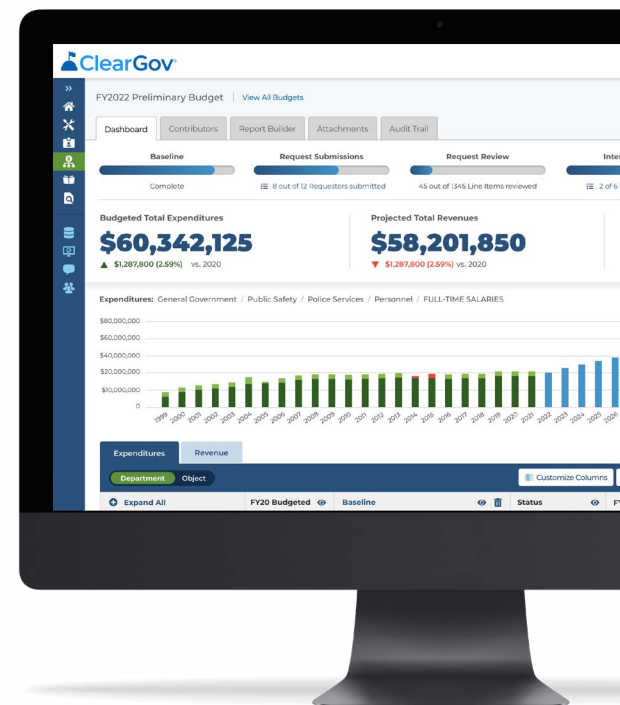 ClearGov
FY2022 Preliminary Budget | View All Budgets
Dashboard Contributors Report Builder Attachments Audit Trail
Baseline Request Submissions Request Review Inte
Complete 8 out of 12 Requesters submitted 45 out of 1345 Line Items reviewed 2 of 6
Budgeted Total Expenditures Projected Total Revenues
$60,342,125 $58,201,850
▲ $1,287,800 (2.59%) vs. 2020 ▼ $1,287,800 (2.59%) vs. 2020
Expenditures: General Government / Public Safety / Police Services / Personnel / FULL-TIME SALARIES
$80,000,000
$60,000,000
$40,000,000
$20,000,000
$10,000,000
0
1999 2000 2001 2002 2003 2004 2005 2006 2007 2008 2009 2010 2011 2012 2013 2014 2015 2016 2017 2018 2019 2020 2021 2022 2023 2024 2025 2026
Expenditures Revenue
Department Object Customize Columns
Expand All FY20 Budgeted Baseline Status FY